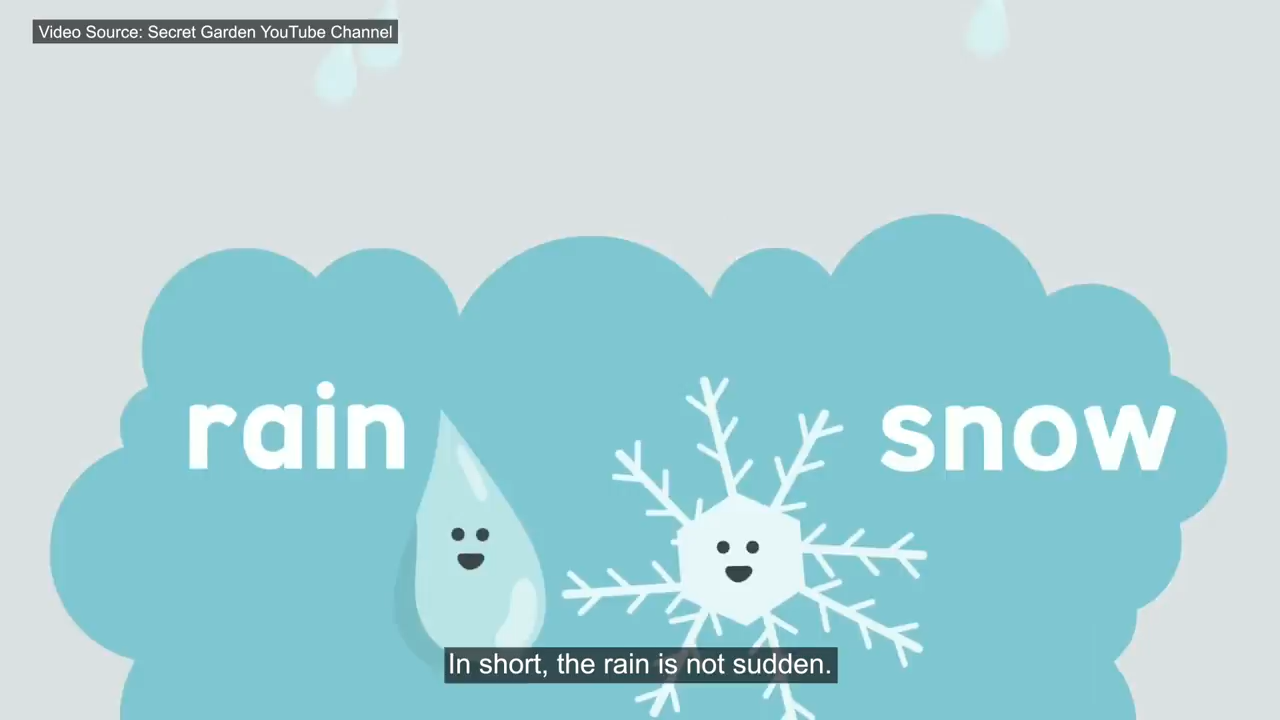 Video Source: Secret Garden YouTube Channel
rain snow
In short, the rain is not sudden.